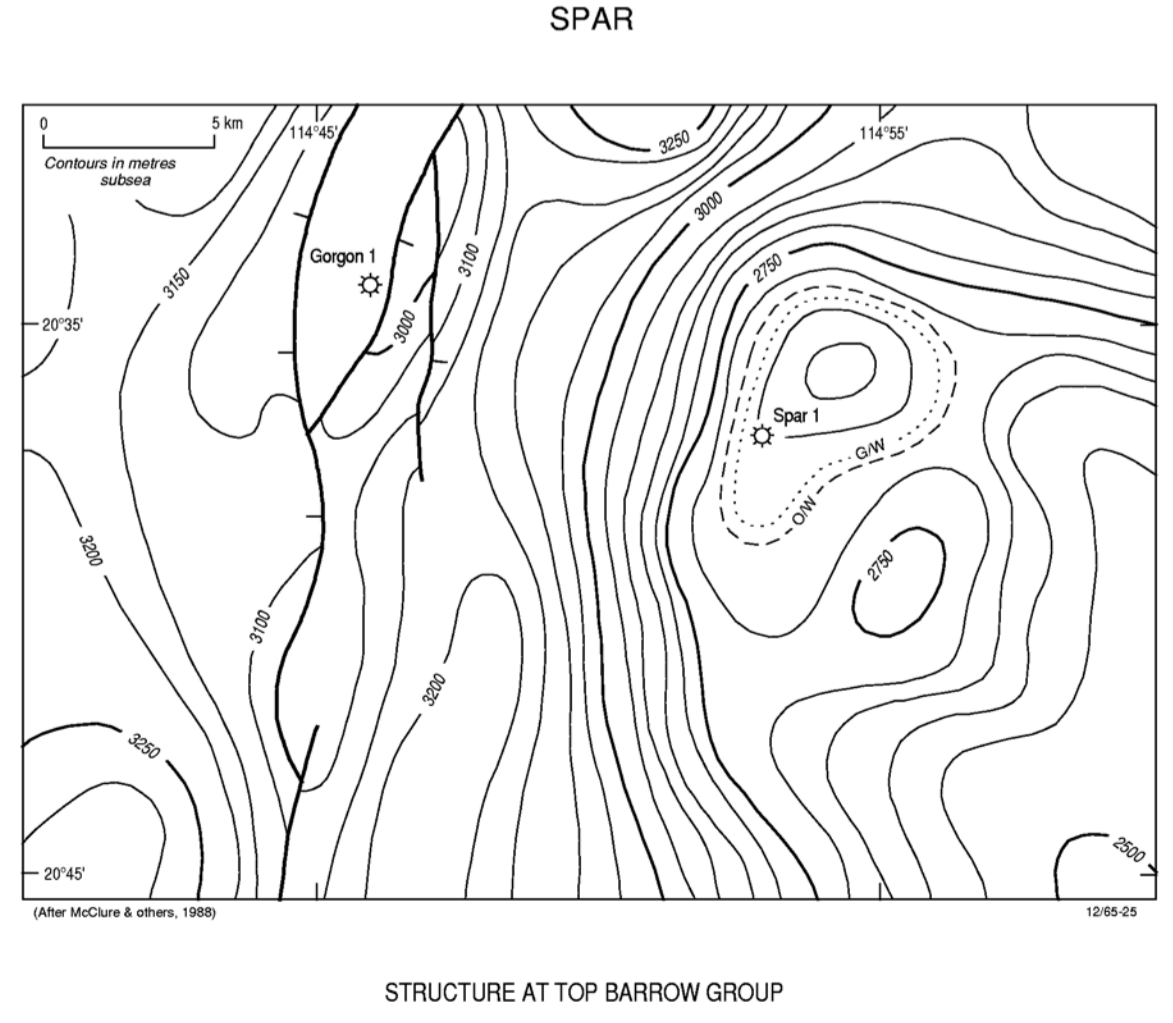 SPAR
0 5 km
Contours in metres
subsea
114°45'
114°55'
3250
3000
3150
Gorgon 1
3100
2750
20°35'
3000
Spar 1
G/W
O/W
3200
2750
3100
3200
3250
2500
20°45'
(After McClure & others, 1988)
12/65-25
STRUCTURE AT TOP BARROW GROUP